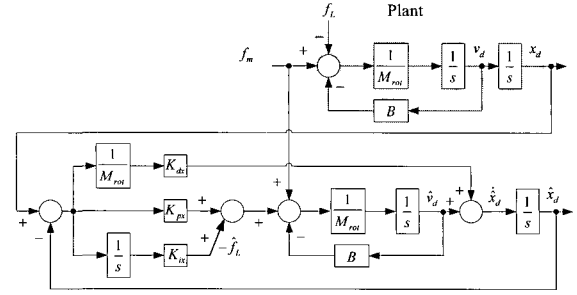 f_L Plant
f_m + − − 1/M_rot 1/s v_d 1/s x_d
B
1/M_rot K_dx
+ − K_px + + − f̂_L
1/s K_ix
+ + − 1/M_rot 1/s v̂_d + + x̂̇_d 1/s x̂_d
B